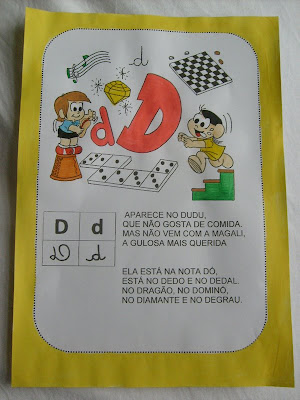 d
d D
D d
D d
APARECE NO DUDU,
QUE NÃO GOSTA DE COMIDA,
MAS NÃO VEM COM A MAGALI,
A GULOSA MAIS QUERIDA
ELA ESTÁ NA NOTA DÓ,
ESTÁ NO DEDO E NO DEDAL.
NO DRAGÃO, NO DOMINÓ,
NO DIAMANTE E NO DEGRAU.